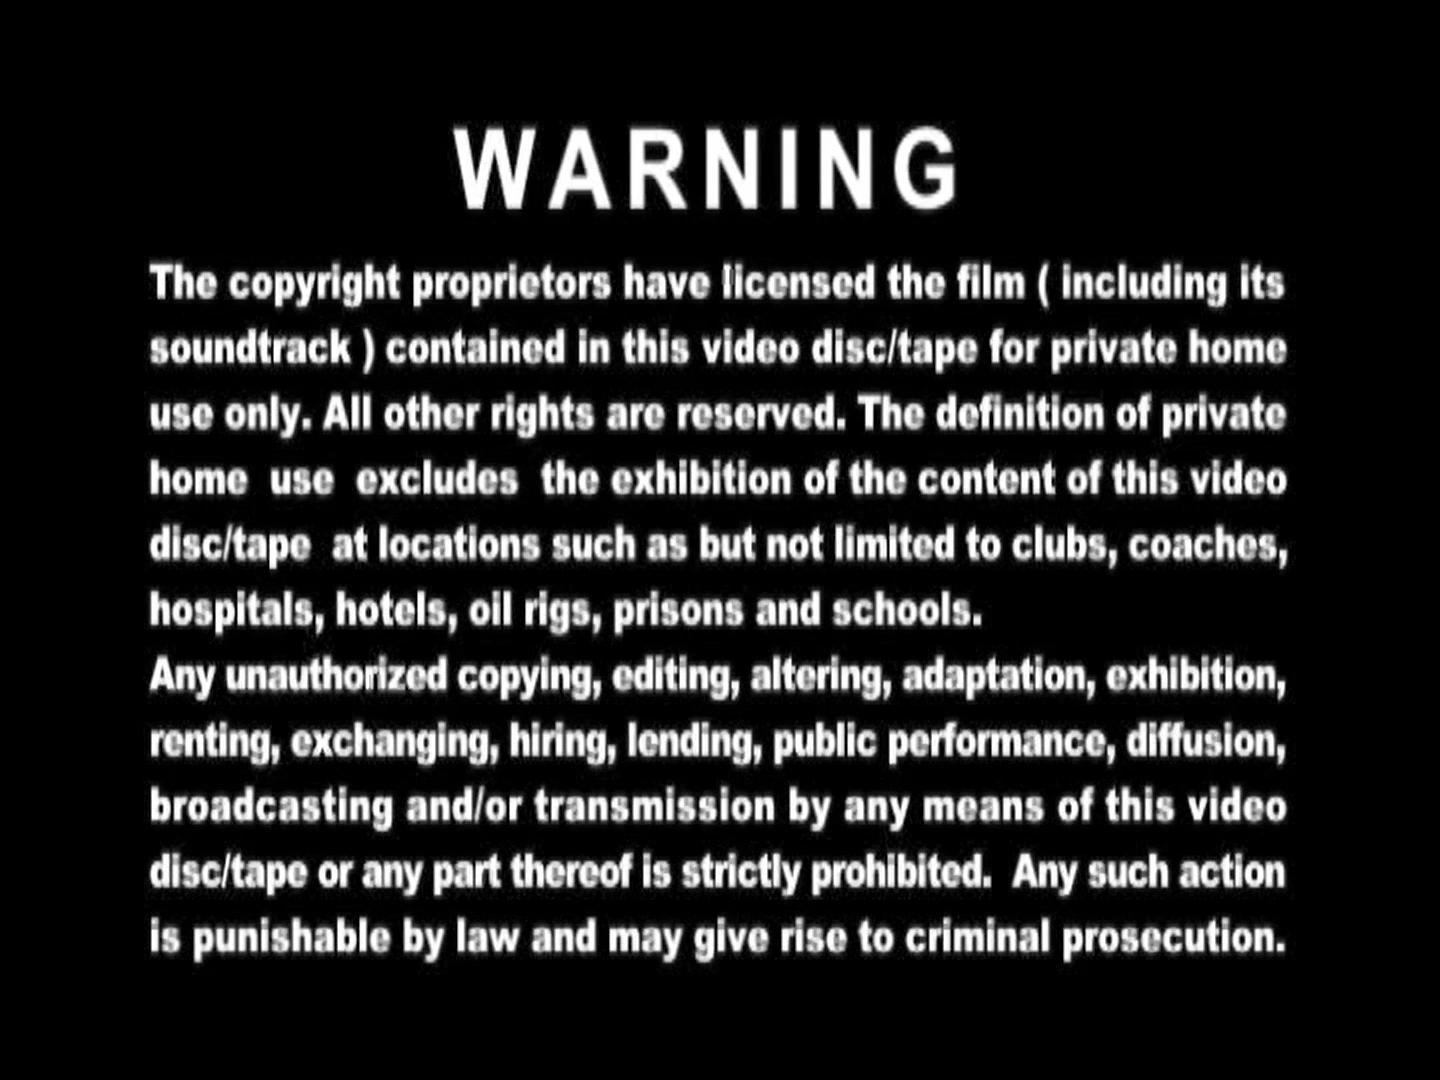 WARNING
The copyright proprietors have licensed the film ( including its
soundtrack ) contained in this video disc/tape for private home
use only. All other rights are reserved. The definition of private
home use excludes the exhibition of the content of this video
disc/tape at locations such as but not limited to clubs, coaches,
hospitals, hotels, oil rigs, prisons and schools.
Any unauthorized copying, editing, altering, adaptation, exhibition,
renting, exchanging, hiring, lending, public performance, diffusion,
broadcasting and/or transmission by any means of this video
disc/tape or any part thereof is strictly prohibited. Any such action
is punishable by law and may give rise to criminal prosecution.